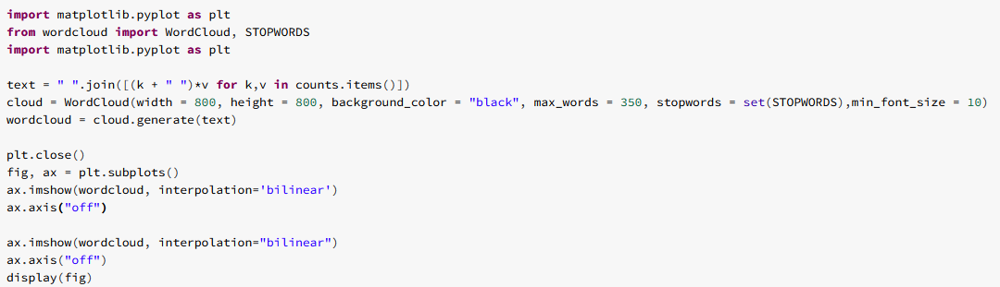 import matplotlib.pyplot as plt
from wordcloud import WordCloud, STOPWORDS
import matplotlib.pyplot as plt
text = " ".join([(k + " ")*v for k,v in counts.items()])
cloud = WordCloud(width = 800, height = 800, background_color = "black", max_words = 350, stopwords = set(STOPWORDS),min_font_size = 10)
wordcloud = cloud.generate(text)
plt.close()
fig, ax = plt.subplots()
ax.imshow(wordcloud, interpolation='bilinear')
ax.axis("off")
ax.imshow(wordcloud, interpolation="bilinear")
ax.axis("off")
display(fig)